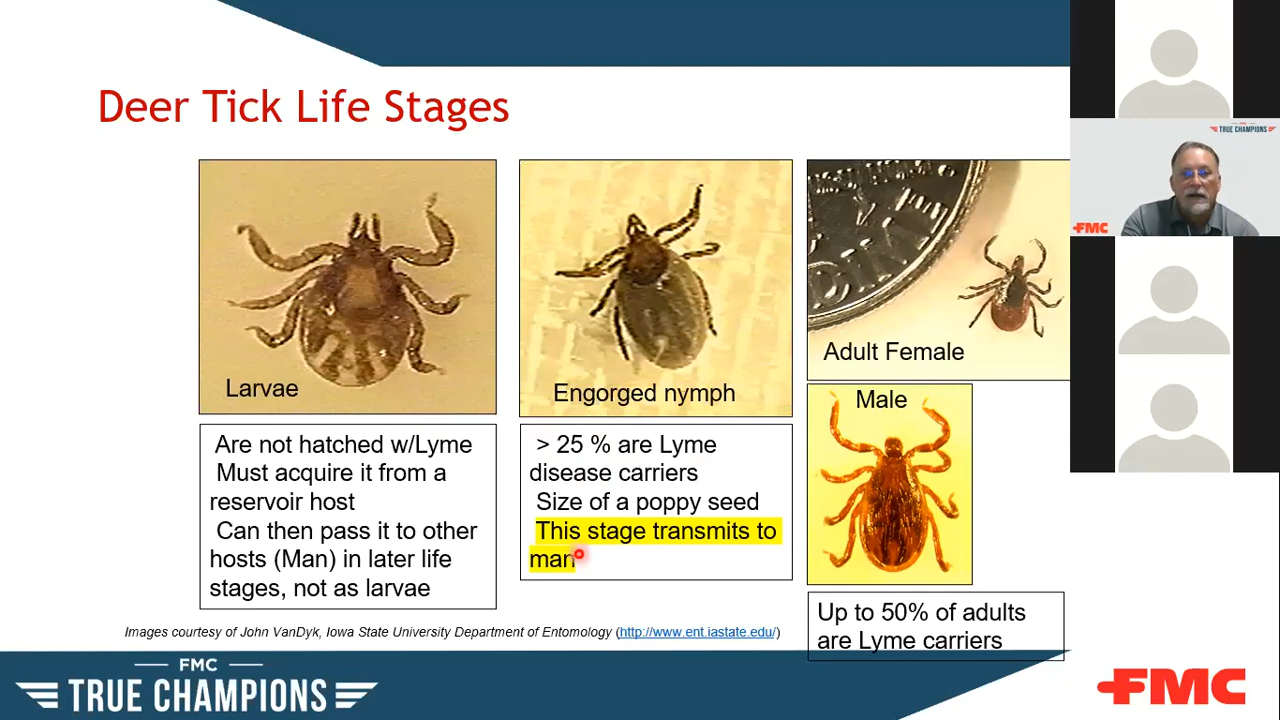 Deer Tick Life Stages
TRUE CHAMPIONS
FMC
Larvae
Engorged nymph
Adult Female
Male
Are not hatched w/Lyme
Must acquire it from a
reservoir host
Can then pass it to other
hosts (Man) in later life
stages, not as larvae
> 25 % are Lyme
disease carriers
Size of a poppy seed
This stage transmits to
man
Up to 50% of adults
are Lyme carriers
Images courtesy of John VanDyk, Iowa State University Department of Entomology (http://www.ent.iastate.edu/)
FMC
TRUE CHAMPIONS
FMC